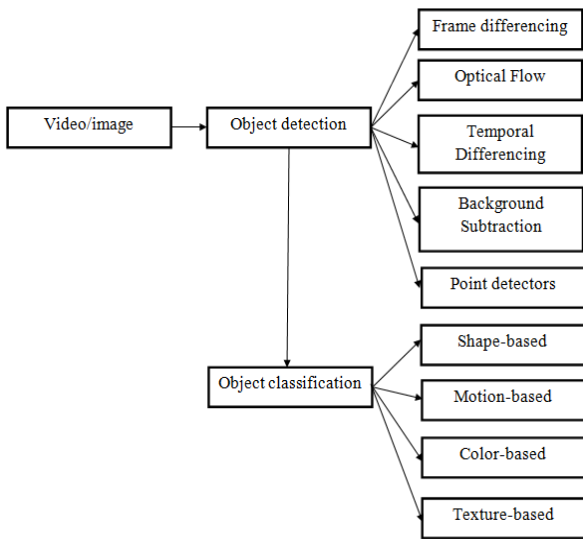 Frame differencing
Optical Flow
Video/image
Object detection
Temporal
Differencing
Background
Subtraction
Point detectors
Shape-based
Object classification
Motion-based
Color-based
Texture-based